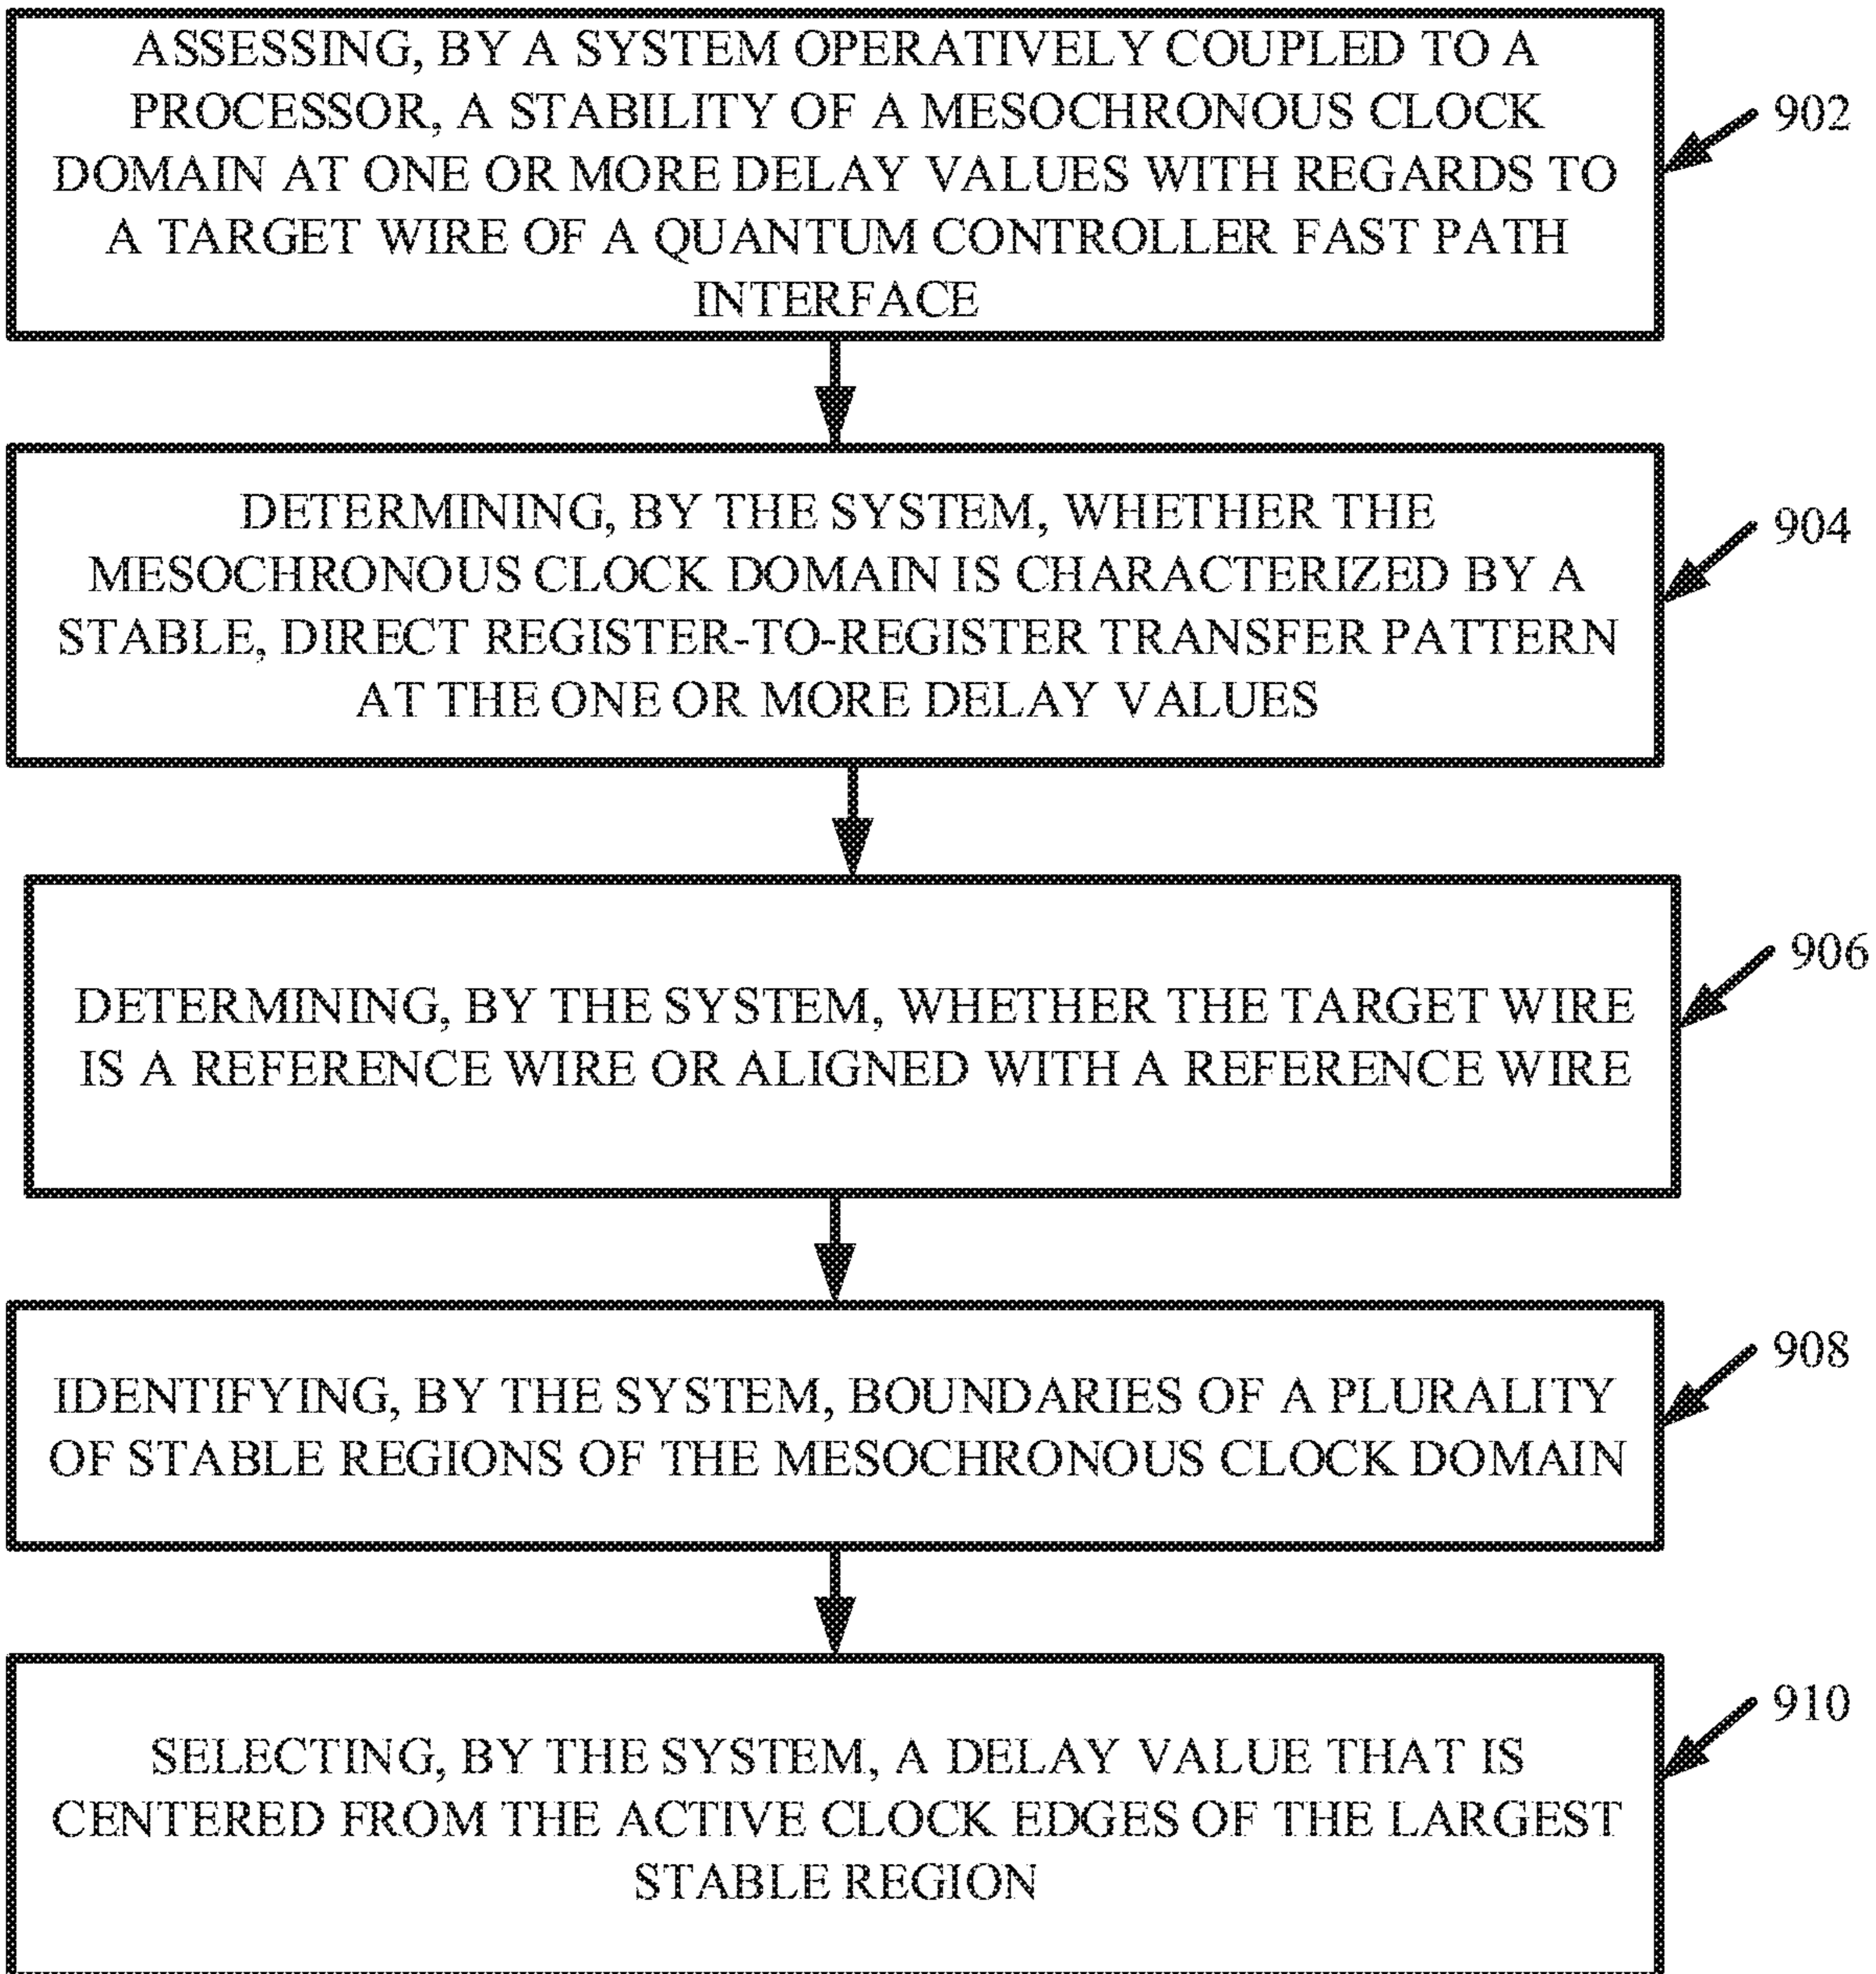 ASSESSING, BY A SYSTEM OPERATIVELY COUPLED TO A
PROCESSOR, A STABILITY OF A MESOCHRONOUS CLOCK
DOMAIN AT ONE OR MORE DELAY VALUES WITH REGARDS TO
A TARGET WIRE OF A QUANTUM CONTROLLER FAST PATH
INTERFACE
902
DETERMINING, BY THE SYSTEM, WHETHER THE
MESOCHRONOUS CLOCK DOMAIN IS CHARACTERIZED BY A
STABLE, DIRECT REGISTER-TO-REGISTER TRANSFER PATTERN
AT THE ONE OR MORE DELAY VALUES
904
DETERMINING, BY THE SYSTEM, WHETHER THE TARGET WIRE
IS A REFERENCE WIRE OR ALIGNED WITH A REFERENCE WIRE
906
IDENTIFYING, BY THE SYSTEM, BOUNDARIES OF A PLURALITY
OF STABLE REGIONS OF THE MESOCHRONOUS CLOCK DOMAIN
908
SELECTING, BY THE SYSTEM, A DELAY VALUE THAT IS
CENTERED FROM THE ACTIVE CLOCK EDGES OF THE LARGEST
STABLE REGION
910